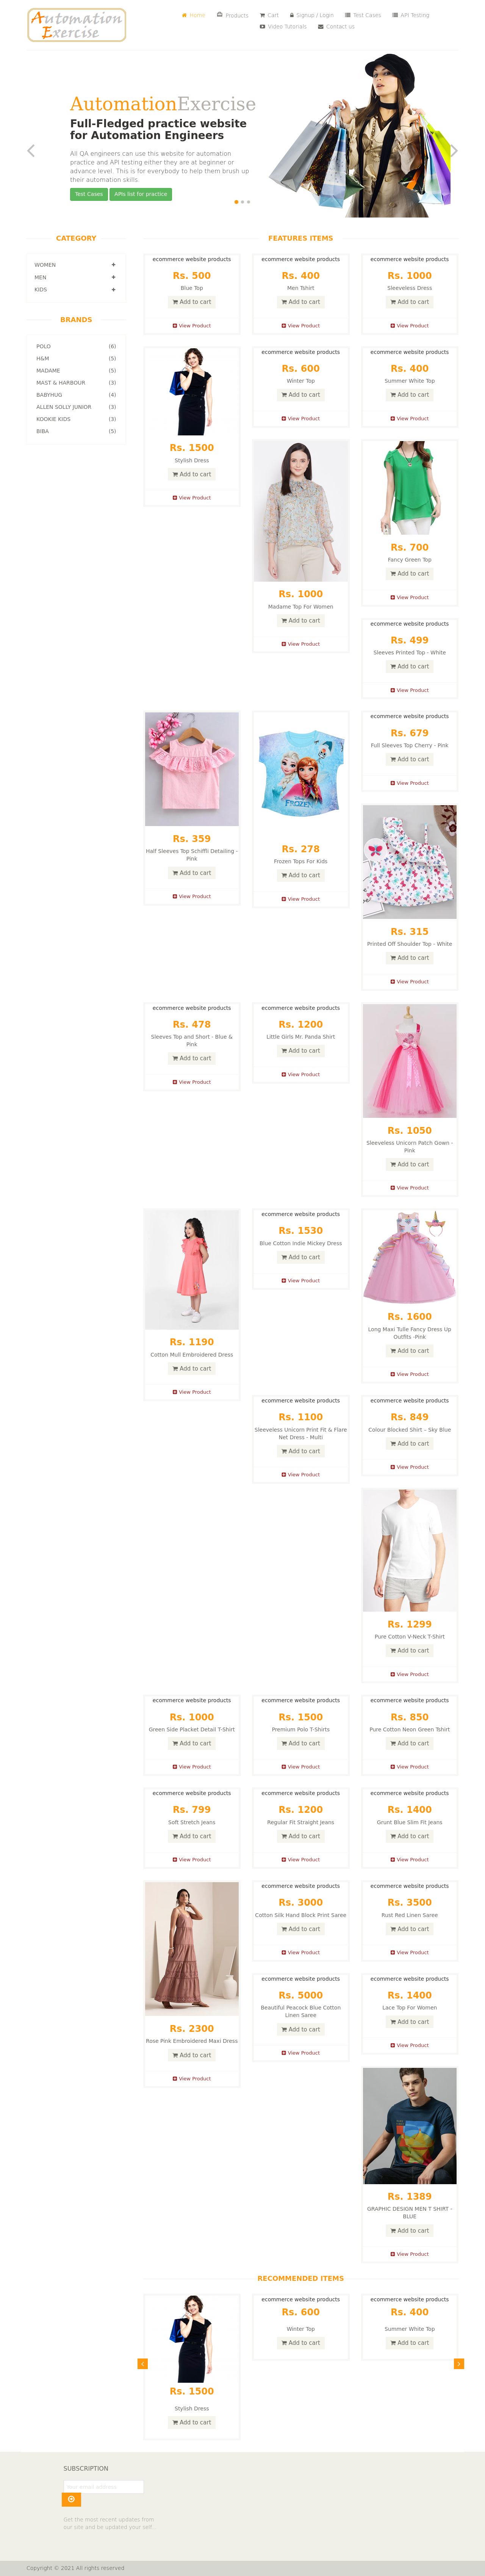 Automation
Exercise
Home
Products
Cart
Signup / Login
Test Cases
API Testing
Video Tutorials
Contact us
AutomationExercise
Full-Fledged practice website
for Automation Engineers
All QA engineers can use this website for automation
practice and API testing either they are at beginner or
advance level. This is for everybody to help them brush up
their automation skills.
Test Cases
APIs list for practice
CATEGORY
WOMEN
MEN
KIDS
BRANDS
POLO (6)
H&M (5)
MADAME (5)
MAST & HARBOUR (3)
BABYHUG (4)
ALLEN SOLLY JUNIOR (3)
KOOKIE KIDS (3)
BIBA (5)
FEATURES ITEMS
ecommerce website products
Rs. 500
Blue Top
Add to cart
View Product
ecommerce website products
Rs. 400
Men Tshirt
Add to cart
View Product
ecommerce website products
Rs. 1000
Sleeveless Dress
Add to cart
View Product
Rs. 1500
Stylish Dress
Add to cart
View Product
ecommerce website products
Rs. 600
Winter Top
Add to cart
View Product
ecommerce website products
Rs. 400
Summer White Top
Add to cart
View Product
Rs. 1000
Madame Top For Women
Add to cart
View Product
Rs. 700
Fancy Green Top
Add to cart
View Product
ecommerce website products
Rs. 499
Sleeves Printed Top - White
Add to cart
View Product
Rs. 359
Half Sleeves Top Schiffli Detailing -
Pink
Add to cart
View Product
FROZEN
Rs. 278
Frozen Tops For Kids
Add to cart
View Product
ecommerce website products
Rs. 679
Full Sleeves Top Cherry - Pink
Add to cart
View Product
Rs. 315
Printed Off Shoulder Top - White
Add to cart
View Product
ecommerce website products
Rs. 478
Sleeves Top and Short - Blue &
Pink
Add to cart
View Product
ecommerce website products
Rs. 1200
Little Girls Mr. Panda Shirt
Add to cart
View Product
Rs. 1050
Sleeveless Unicorn Patch Gown -
Pink
Add to cart
View Product
Rs. 1190
Cotton Mull Embroidered Dress
Add to cart
View Product
ecommerce website products
Rs. 1530
Blue Cotton Indie Mickey Dress
Add to cart
View Product
Rs. 1600
Long Maxi Tulle Fancy Dress Up
Outfits -Pink
Add to cart
View Product
ecommerce website products
Rs. 1100
Sleeveless Unicorn Print Fit & Flare
Net Dress - Multi
Add to cart
View Product
ecommerce website products
Rs. 849
Colour Blocked Shirt – Sky Blue
Add to cart
View Product
Rs. 1299
Pure Cotton V-Neck T-Shirt
Add to cart
View Product
ecommerce website products
Rs. 1000
Green Side Placket Detail T-Shirt
Add to cart
View Product
ecommerce website products
Rs. 1500
Premium Polo T-Shirts
Add to cart
View Product
ecommerce website products
Rs. 850
Pure Cotton Neon Green Tshirt
Add to cart
View Product
ecommerce website products
Rs. 799
Soft Stretch Jeans
Add to cart
View Product
ecommerce website products
Rs. 1200
Regular Fit Straight Jeans
Add to cart
View Product
ecommerce website products
Rs. 1400
Grunt Blue Slim Fit Jeans
Add to cart
View Product
Rs. 2300
Rose Pink Embroidered Maxi Dress
Add to cart
View Product
ecommerce website products
Rs. 3000
Cotton Silk Hand Block Print Saree
Add to cart
View Product
ecommerce website products
Rs. 3500
Rust Red Linen Saree
Add to cart
View Product
ecommerce website products
Rs. 5000
Beautiful Peacock Blue Cotton
Linen Saree
Add to cart
View Product
ecommerce website products
Rs. 1400
Lace Top For Women
Add to cart
View Product
Rs. 1389
GRAPHIC DESIGN MEN T SHIRT -
BLUE
Add to cart
View Product
RECOMMENDED ITEMS
Rs. 1500
Stylish Dress
Add to cart
ecommerce website products
Rs. 600
Winter Top
Add to cart
ecommerce website products
Rs. 400
Summer White Top
Add to cart
SUBSCRIPTION
Your email address
Get the most recent updates from
our site and be updated your self...
Copyright © 2021 All rights reserved